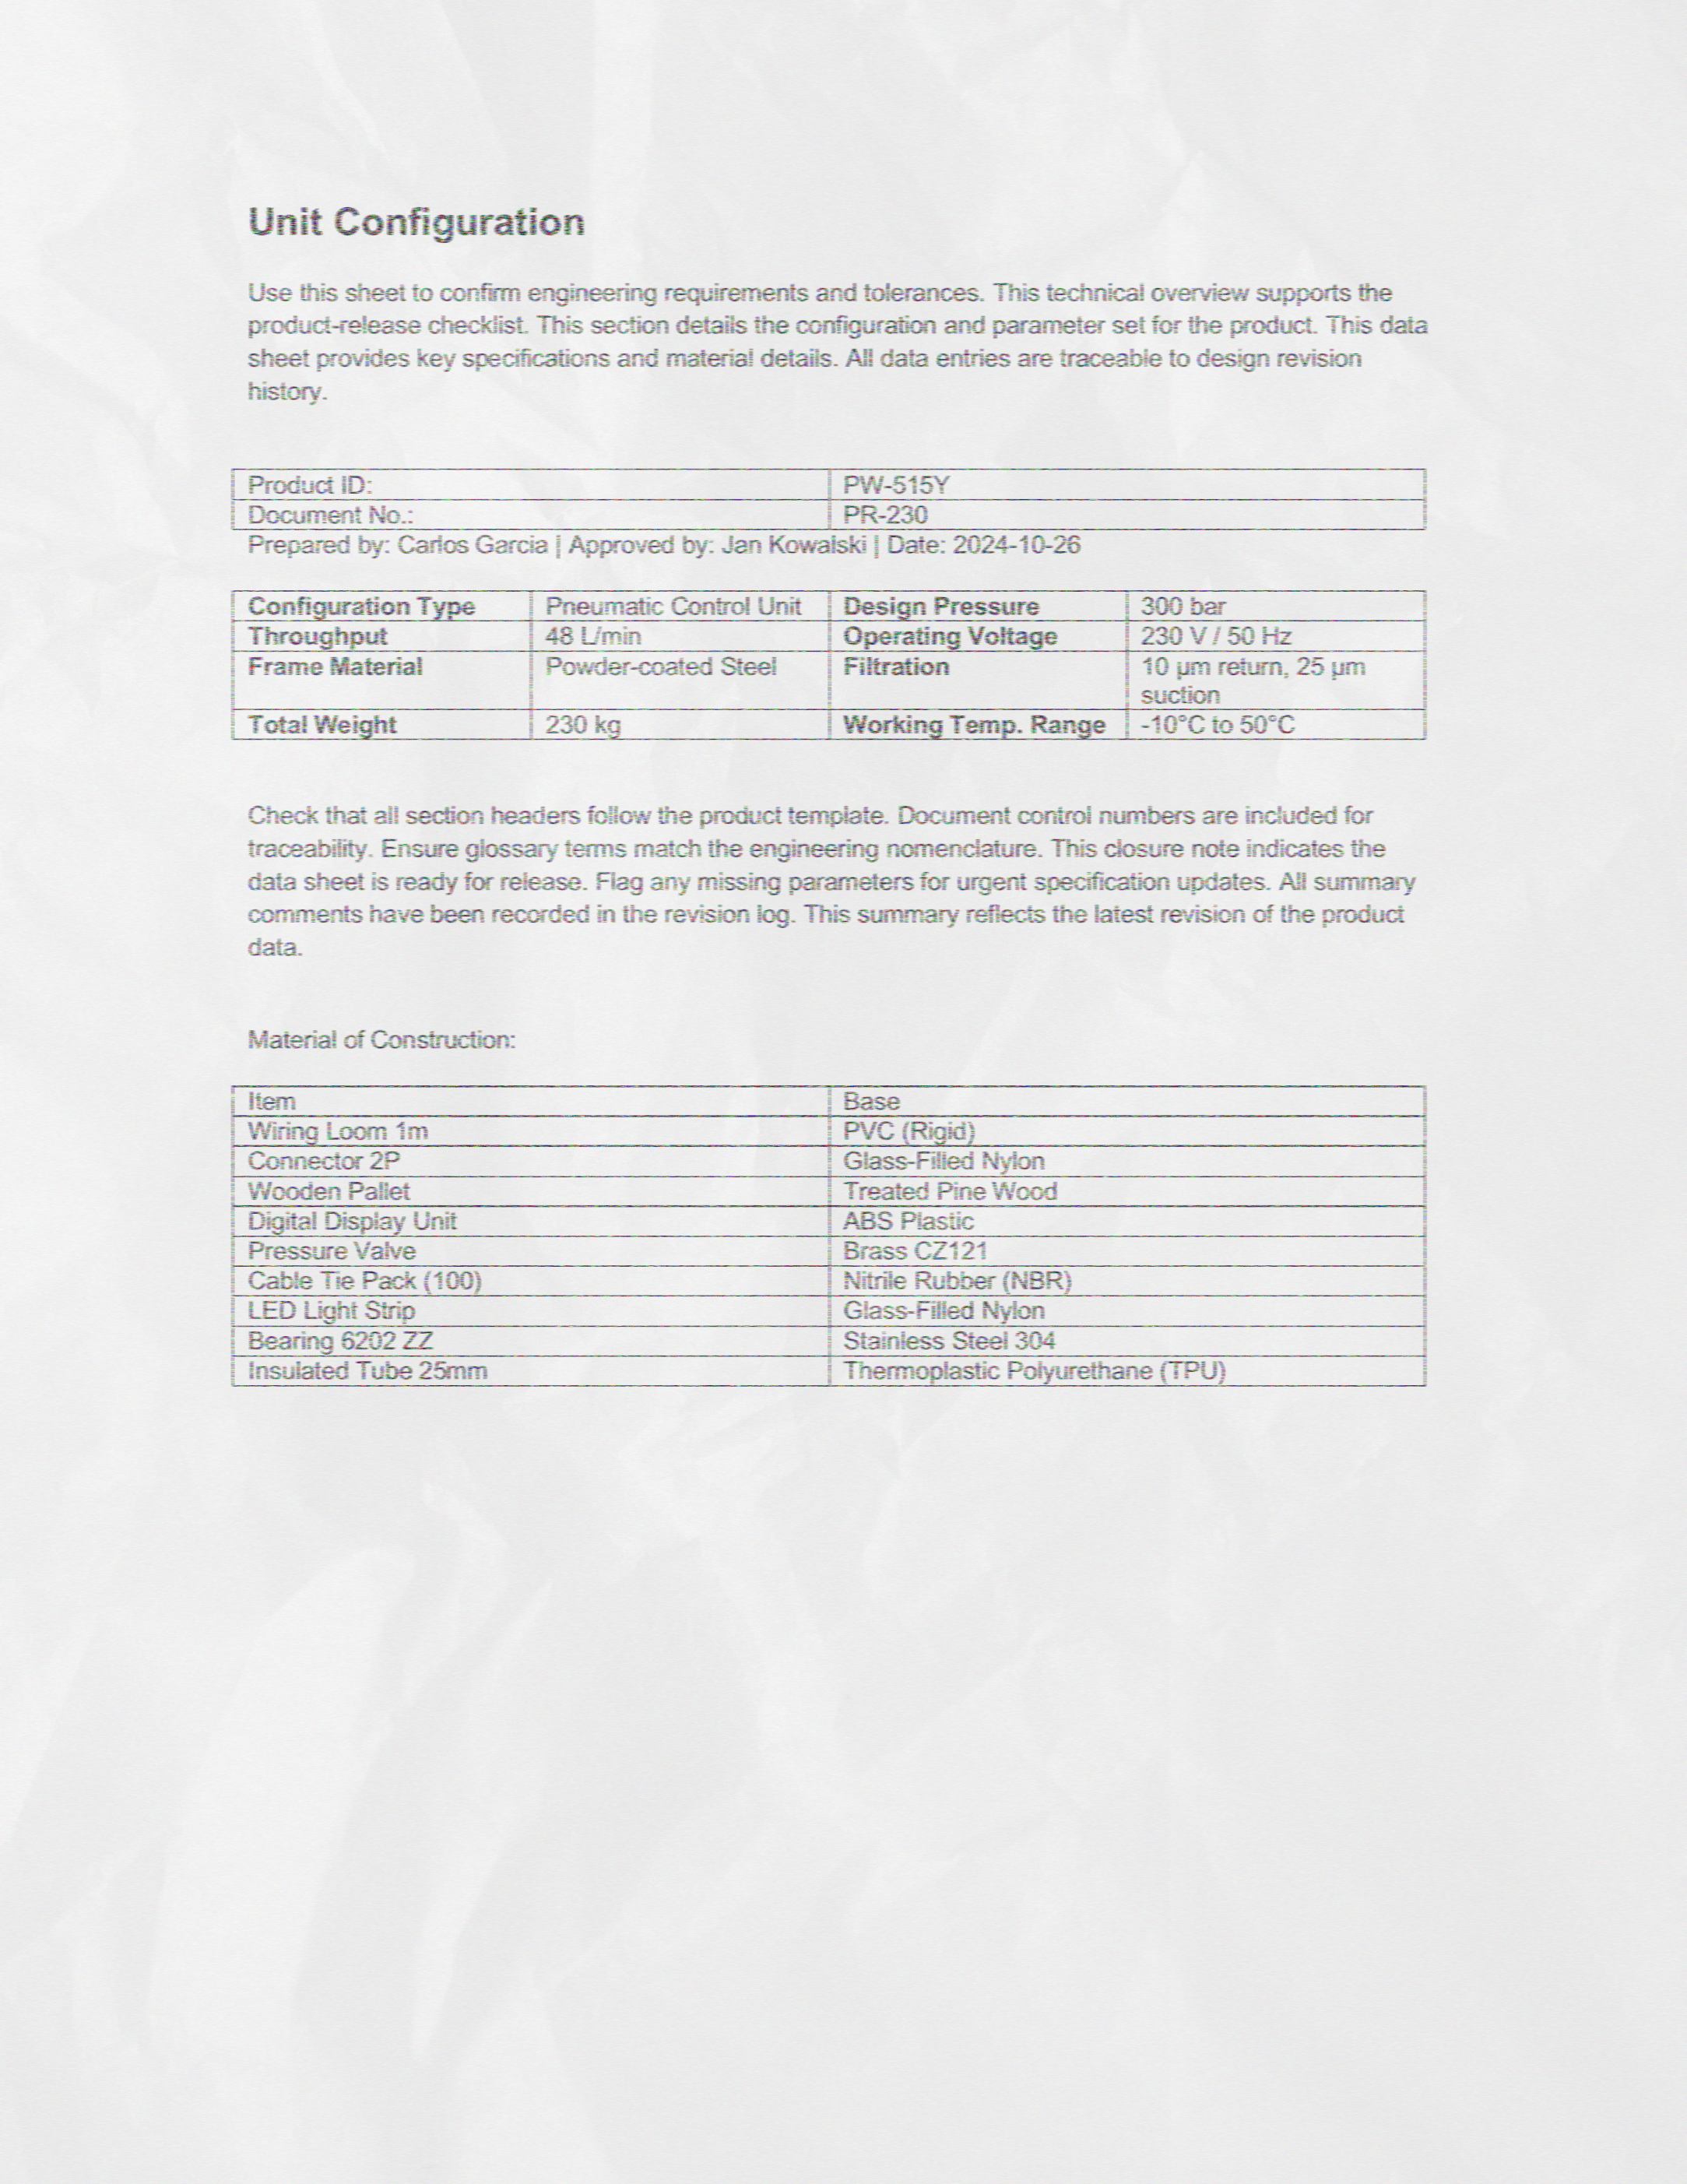 Unit Configuration
Use this sheet to confirm engineering requirements and tolerances. This technical overview supports the
product-release checklist. This section details the configuration and parameter set for the product. This data
sheet provides key specifications and material details. All data entries are traceable to design revision
history.
Product ID: PW-515Y
Document No.: PR-230
Prepared by: Carlos Garcia | Approved by: Jan Kowalski | Date: 2024-10-26
Configuration Type Pneumatic Control Unit Design Pressure 300 bar
Throughput 48 L/min Operating Voltage 230 V / 50 Hz
Frame Material Powder-coated Steel Filtration 10 µm return, 25 µm
suction
Total Weight 230 kg Working Temp. Range -10°C to 50°C
Check that all section headers follow the product template. Document control numbers are included for
traceability. Ensure glossary terms match the engineering nomenclature. This closure note indicates the
data sheet is ready for release. Flag any missing parameters for urgent specification updates. All summary
comments have been recorded in the revision log. This summary reflects the latest revision of the product
data.
Material of Construction:
Item Base
Wiring Loom 1m PVC (Rigid)
Connector 2P Glass-Filled Nylon
Wooden Pallet Treated Pine Wood
Digital Display Unit ABS Plastic
Pressure Valve Brass CZ121
Cable Tie Pack (100) Nitrile Rubber (NBR)
LED Light Strip Glass-Filled Nylon
Bearing 6202 ZZ Stainless Steel 304
Insulated Tube 25mm Thermoplastic Polyurethane (TPU)